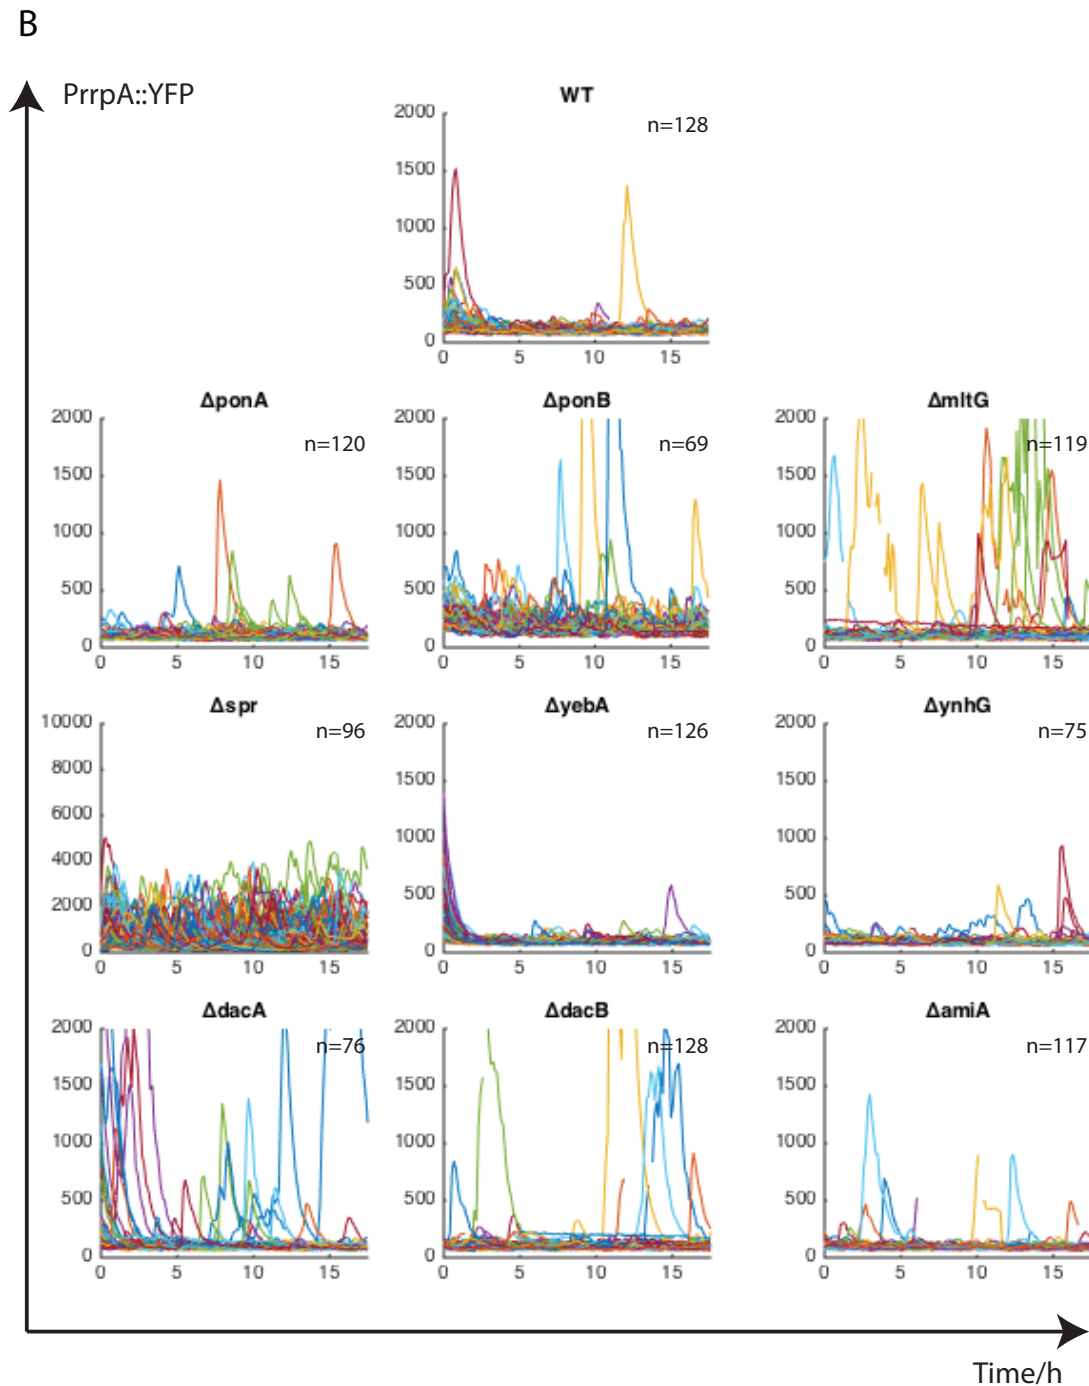 B
PrrpA::YFP
WT
n=128
2000
1500
1000
500
0
0 5 10 15
ΔponA
n=120
2000
1500
1000
500
0
0 5 10 15
ΔponB
n=69
2000
1500
1000
500
0
0 5 10 15
ΔmltG
n=119
2000
1500
1000
500
0
0 5 10 15
Δspr
n=96
10000
8000
6000
4000
2000
0
0 5 10 15
ΔyebA
n=126
2000
1500
1000
500
0
0 5 10 15
ΔynhG
n=75
2000
1500
1000
500
0
0 5 10 15
ΔdacA
n=76
2000
1500
1000
500
0
0 5 10 15
ΔdacB
n=128
2000
1500
1000
500
0
0 5 10 15
ΔamiA
n=117
2000
1500
1000
500
0
0 5 10 15
Time/h